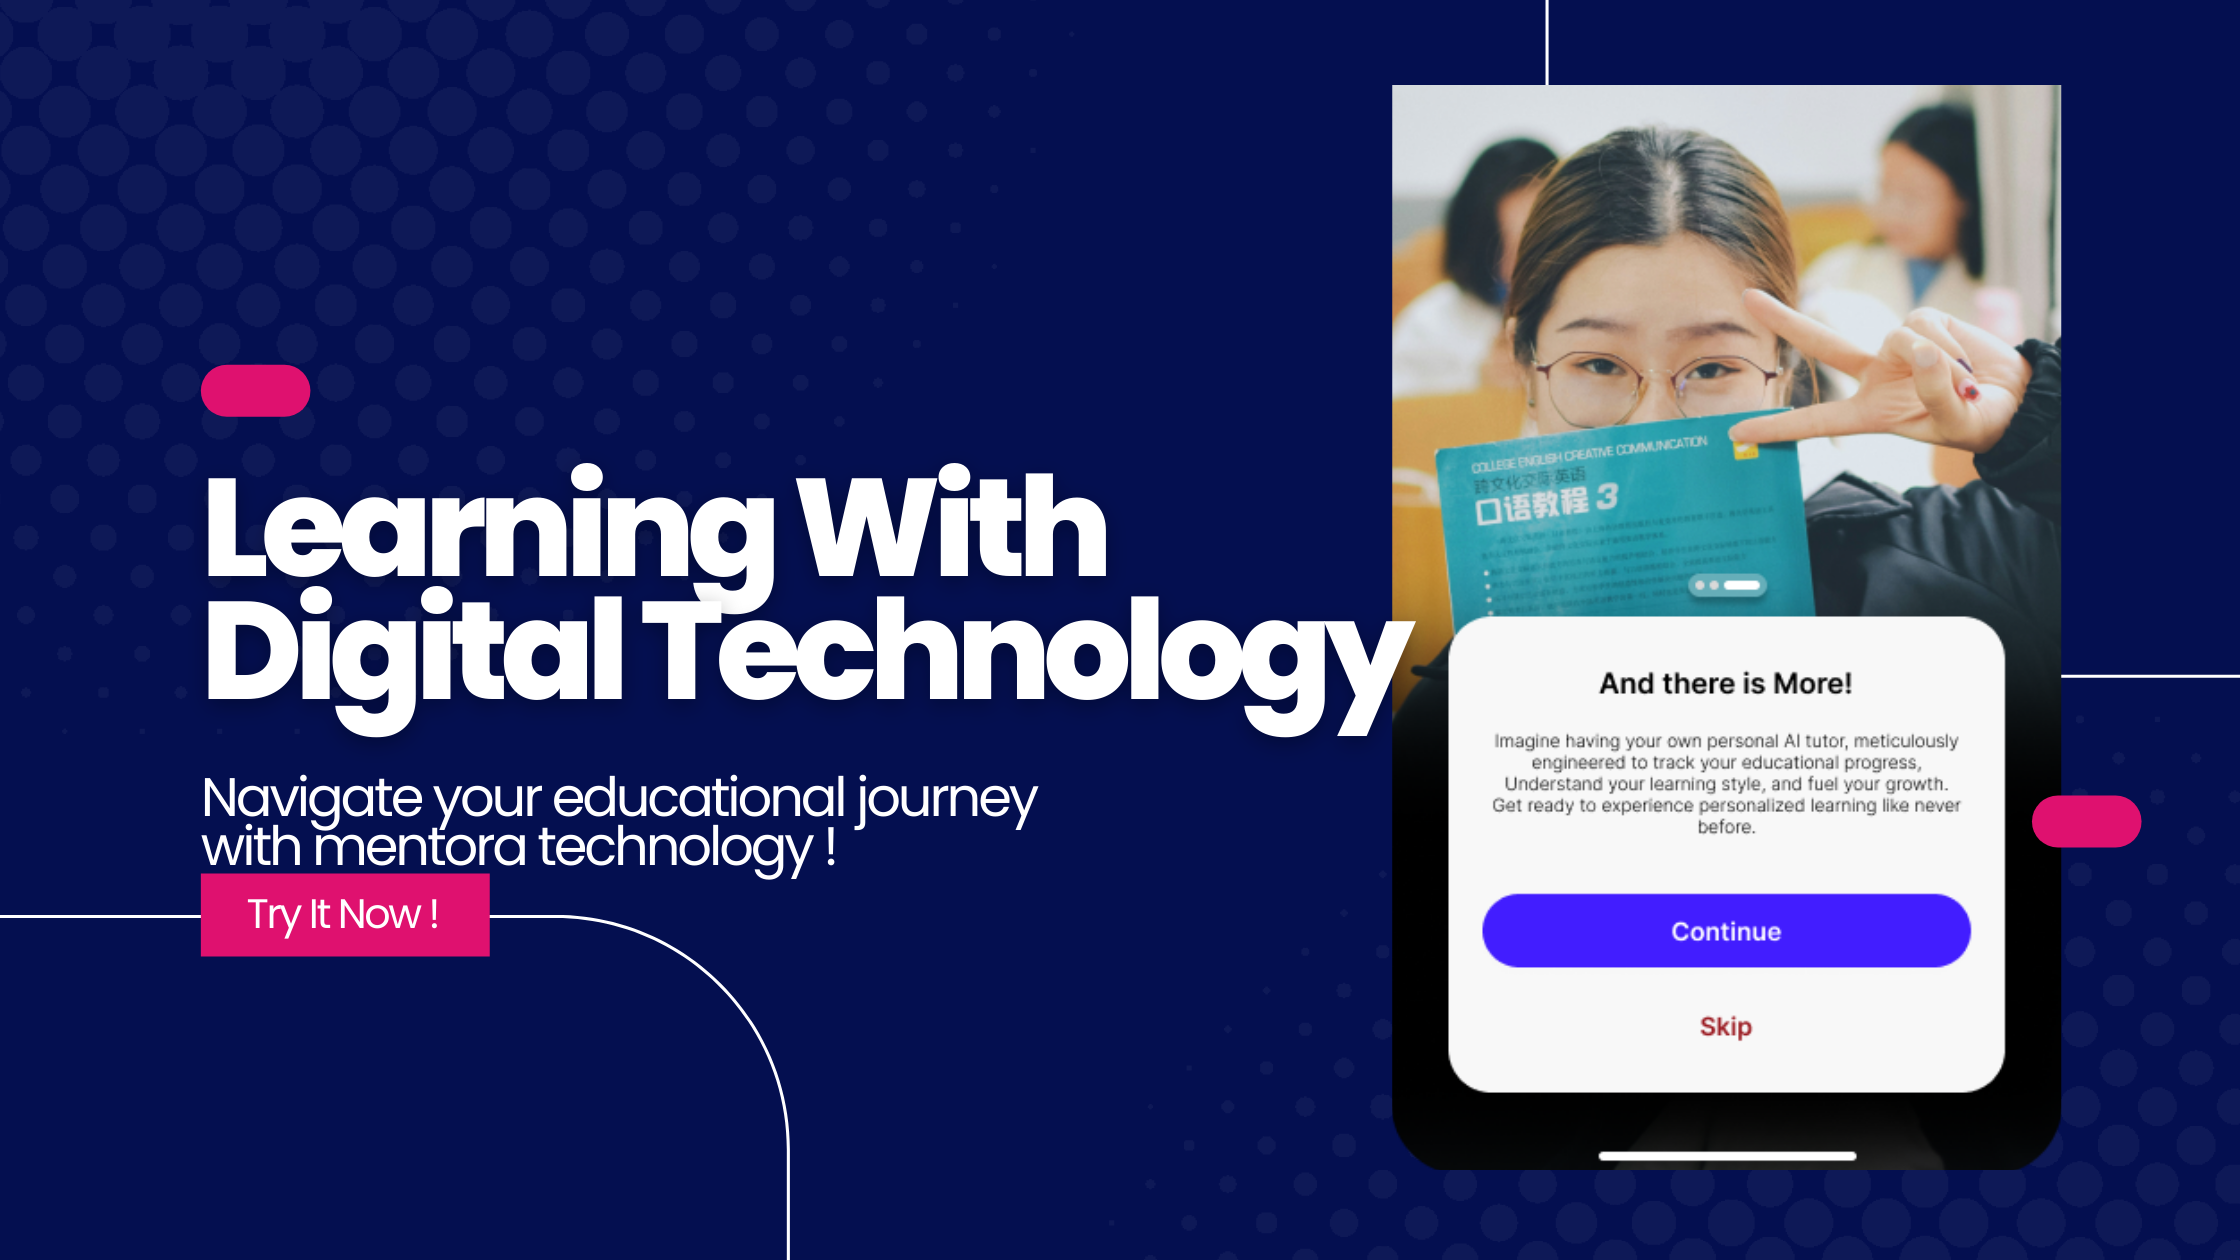 Learning With
Digital Technology
Navigate your educational journey
with mentora technology !
Try It Now !
COLLEGE ENGLISH CREATIVE COMMUNICATION
跨文化交际英语
口语教程 3
And there is More!
Imagine having your own personal AI tutor, meticulously
engineered to track your educational progress,
Understand your learning style, and fuel your growth.
Get ready to experience personalized learning like never
before.
Continue
Skip